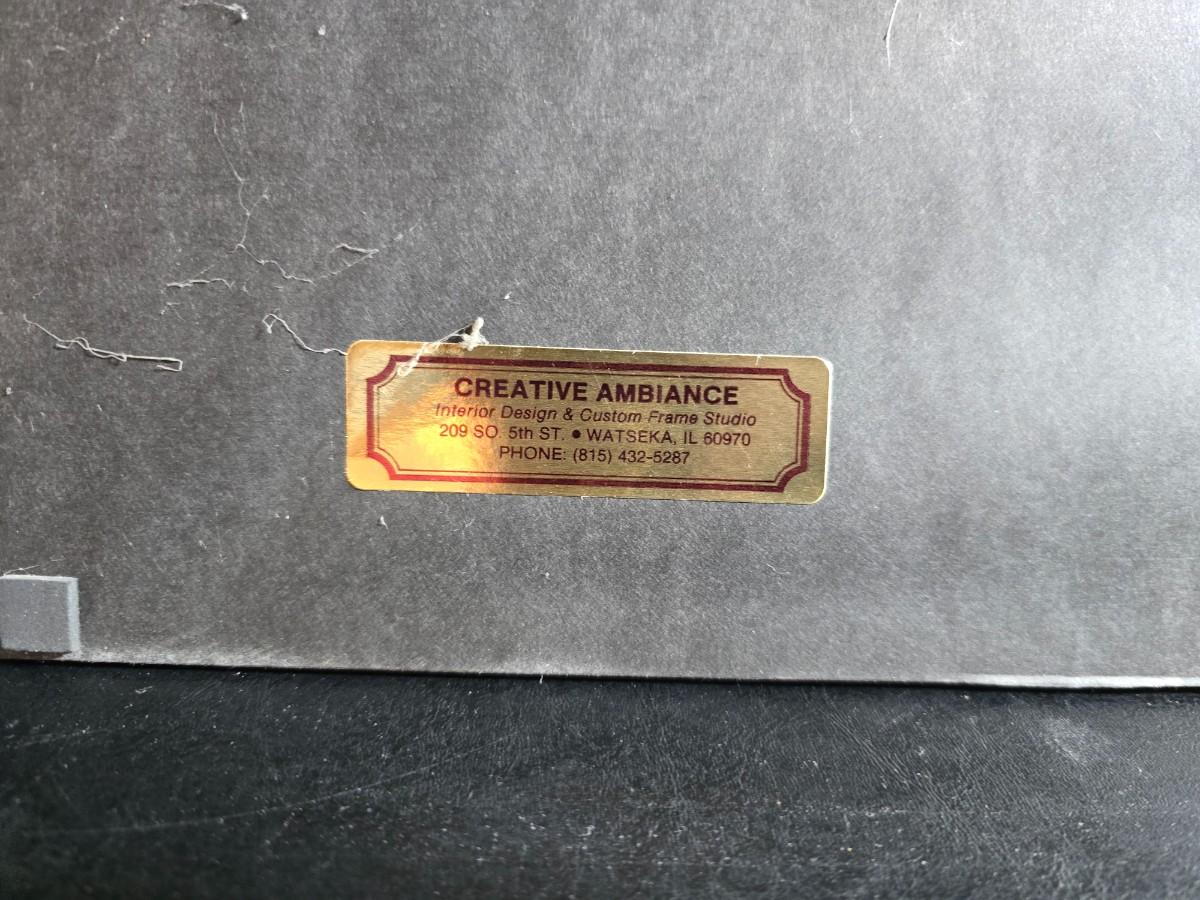 CREATIVE AMBIANCE
Interior Design & Custom Frame Studio
209 SO. 5th ST. • WATSEKA, IL 60970
PHONE: (815) 432-5287